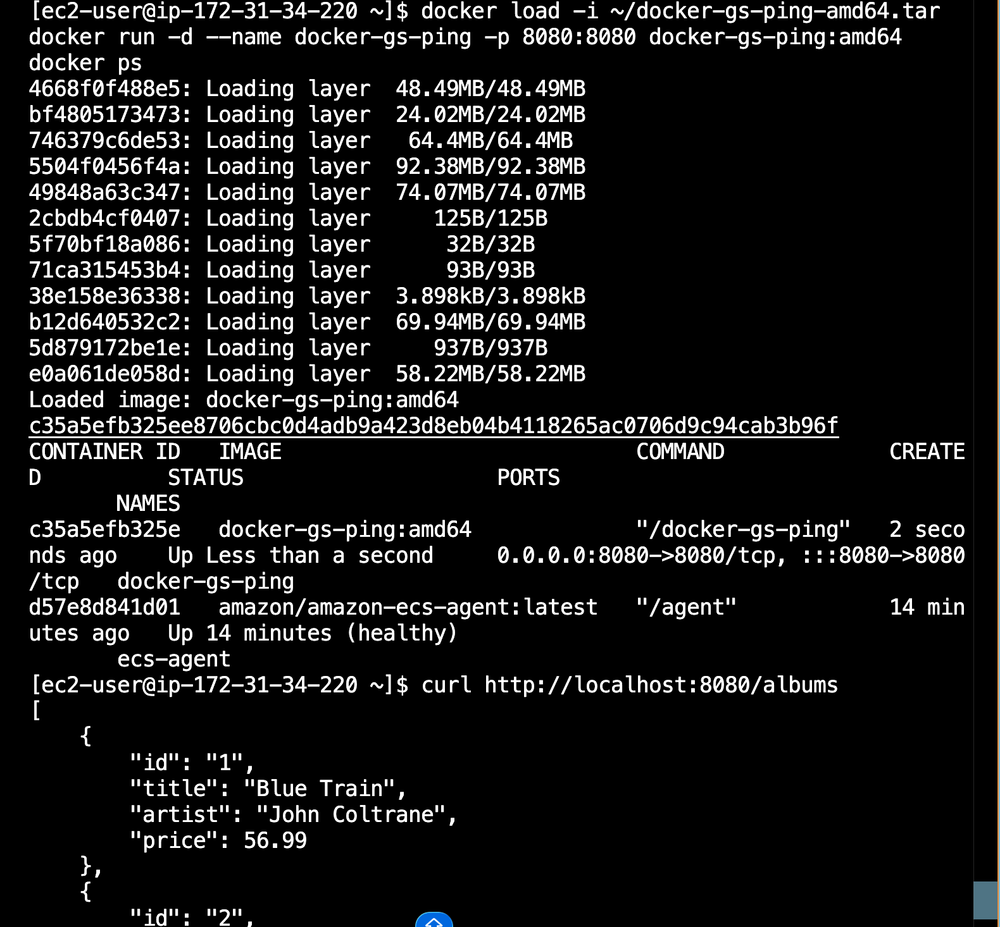 [ec2-user@ip-172-31-34-220 ~]$ docker load -i ~/docker-gs-ping-amd64.tar
docker run -d --name docker-gs-ping -p 8080:8080 docker-gs-ping:amd64
docker ps
4668f0f488e5: Loading layer  48.49MB/48.49MB
bf4805173473: Loading layer  24.02MB/24.02MB
746379c6de53: Loading layer   64.4MB/64.4MB
5504f0456f4a: Loading layer  92.38MB/92.38MB
49848a63c347: Loading layer  74.07MB/74.07MB
2cbdb4cf0407: Loading layer     125B/125B
5f70bf18a086: Loading layer      32B/32B
71ca315453b4: Loading layer      93B/93B
38e158e36338: Loading layer  3.898kB/3.898kB
b12d640532c2: Loading layer  69.94MB/69.94MB
5d879172be1e: Loading layer     937B/937B
e0a061de058d: Loading layer  58.22MB/58.22MB
Loaded image: docker-gs-ping:amd64
c35a5efb325ee8706cbc0d4adb9a423d8eb04b4118265ac0706d9c94cab3b96f
CONTAINER ID   IMAGE                            COMMAND             CREATE
D          STATUS                    PORTS
       NAMES
c35a5efb325e   docker-gs-ping:amd64             "/docker-gs-ping"   2 seco
nds ago    Up Less than a second     0.0.0.0:8080->8080/tcp, :::8080->8080
/tcp   docker-gs-ping
d57e8d841d01   amazon/amazon-ecs-agent:latest   "/agent"            14 min
utes ago   Up 14 minutes (healthy)
       ecs-agent
[ec2-user@ip-172-31-34-220 ~]$ curl http://localhost:8080/albums
[
    {
        "id": "1",
        "title": "Blue Train",
        "artist": "John Coltrane",
        "price": 56.99
    },
    {
        "id": "2",